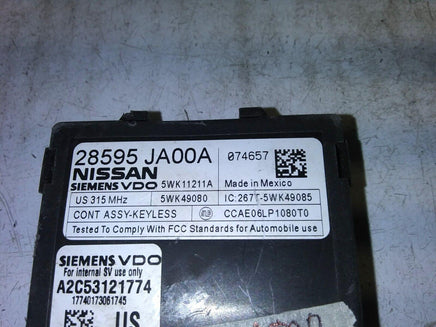 28595 JA00A 074657
NISSAN
SIEMENS VDO 5WK11211A Made in Mexico
US 315 MHz 5WK49080 IC:267T-5WK49085
CONT ASSY-KEYLESS CCAE06LP1080T0
Tested To Comply With FCC Standards for Automobile use
SIEMENS VDO
For internal SV use only
A2C53121774
17740173061745
US